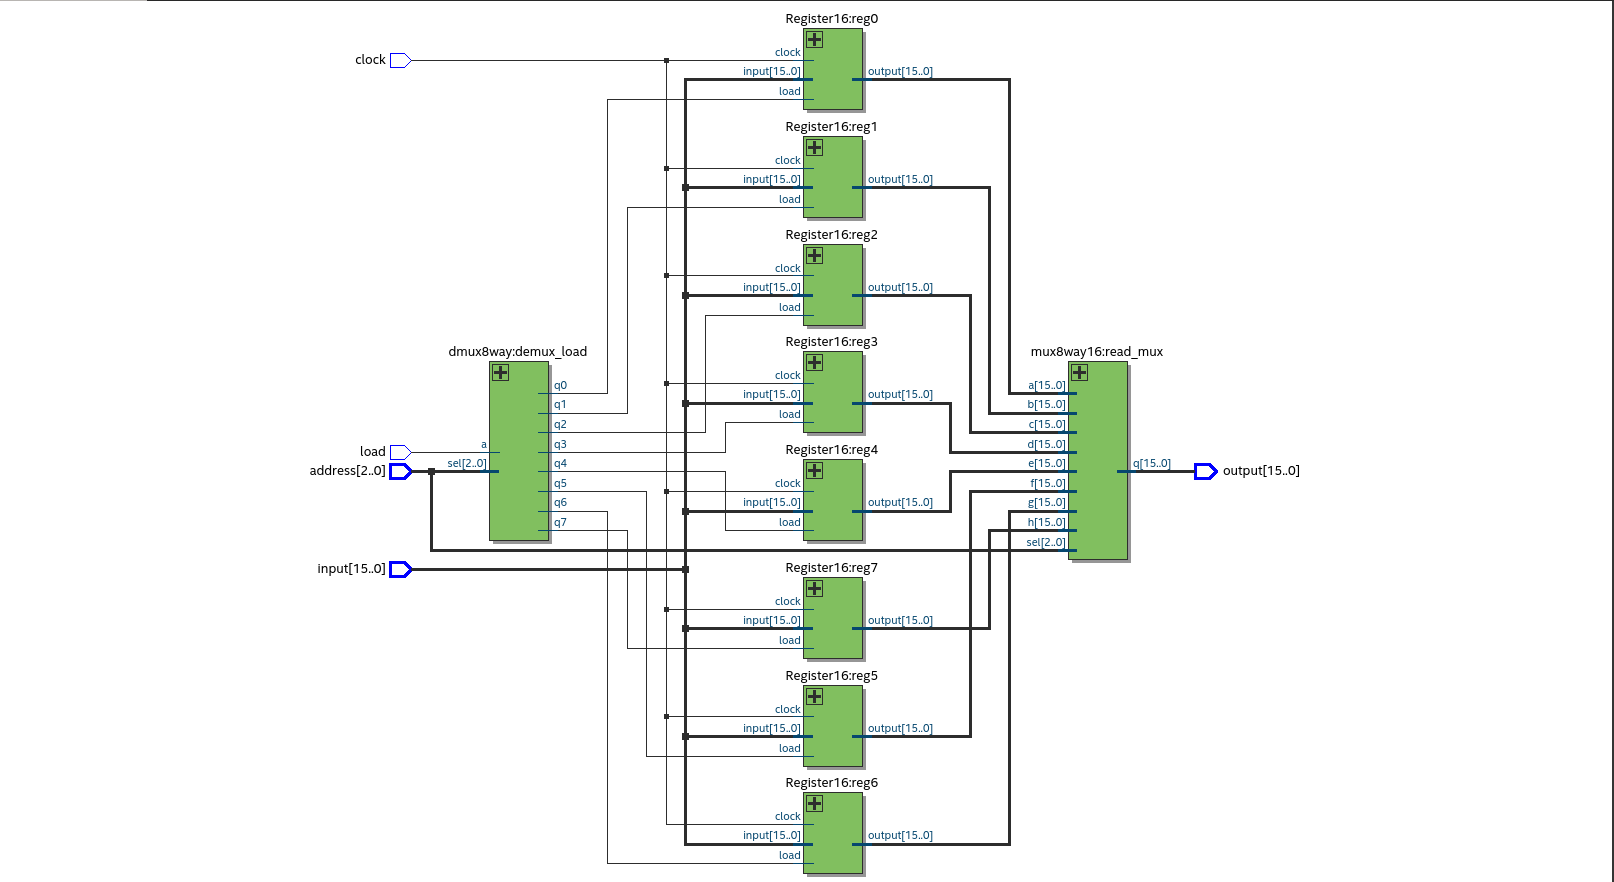 Register16:reg0
clock
clock
input[15..0]
output[15..0]
load
Register16:reg1
clock
input[15..0]
output[15..0]
load
Register16:reg2
clock
input[15..0]
output[15..0]
load
Register16:reg3
clock
input[15..0]
output[15..0]
load
Register16:reg4
clock
input[15..0]
output[15..0]
load
dmux8way:demux_load
q0
q1
q2
q3
q4
q5
q6
q7
a
sel[2..0]
load
address[2..0]
input[15..0]
mux8way16:read_mux
a[15..0]
b[15..0]
c[15..0]
d[15..0]
e[15..0]
f[15..0]
g[15..0]
h[15..0]
sel[2..0]
q[15..0]
output[15..0]
Register16:reg7
clock
input[15..0]
output[15..0]
load
Register16:reg5
clock
input[15..0]
output[15..0]
load
Register16:reg6
clock
input[15..0]
output[15..0]
load